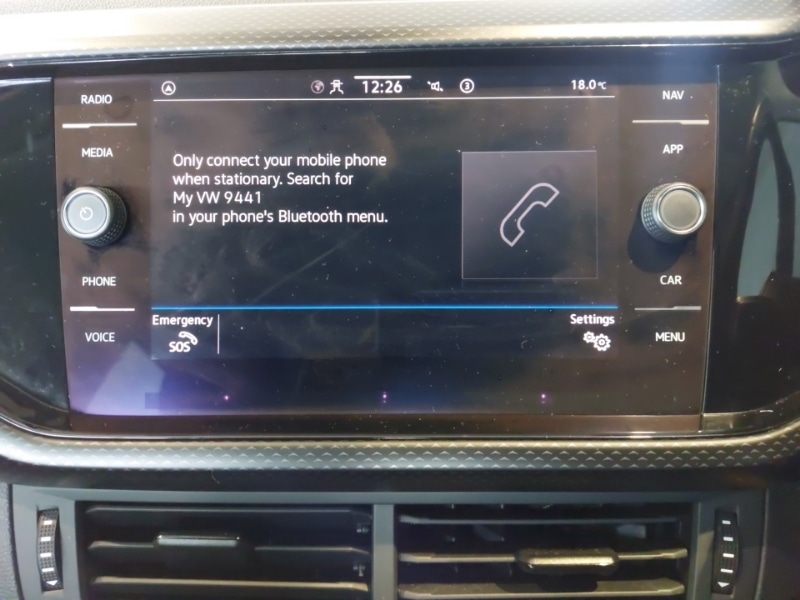 RADIO
MEDIA
PHONE
VOICE
12:26
3
18.0°C
NAV
APP
CAR
MENU
Only connect your mobile phone
when stationary. Search for
My VW 9441
in your phone's Bluetooth menu.
Emergency
SOS
Settings